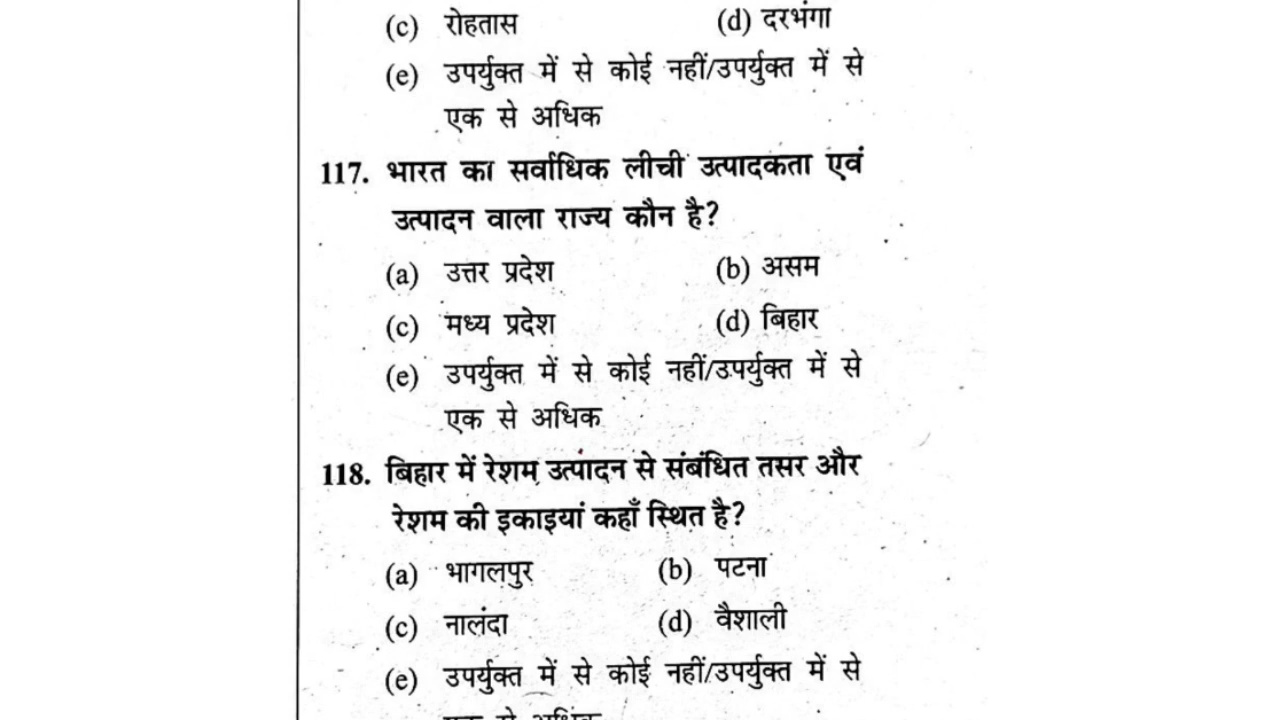 (c) रोहतास (d) दरभंगा
(e) उपर्युक्त में से कोई नहीं/उपर्युक्त में से
एक से अधिक
117. भारत का सर्वाधिक लीची उत्पादकता एवं
उत्पादन वाला राज्य कौन है?
(a) उत्तर प्रदेश (b) असम
(c) मध्य प्रदेश (d) बिहार
(e) उपर्युक्त में से कोई नहीं/उपर्युक्त में से
एक से अधिक
118. बिहार में रेशम उत्पादन से संबंधित तसर और
रेशम की इकाइयां कहाँ स्थित है?
(a) भागलपुर (b) पटना
(c) नालंदा (d) वैशाली
(e) उपर्युक्त में से कोई नहीं/उपर्युक्त में से
एक से अधिक